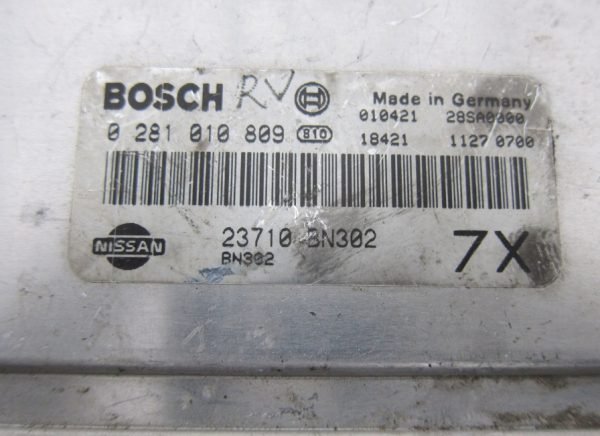 BOSCH RV Made in Germany
010421 28SA0000
0 281 010 809 810 18421 1127 0700
NISSAN 23710 BN302 7X
BN302